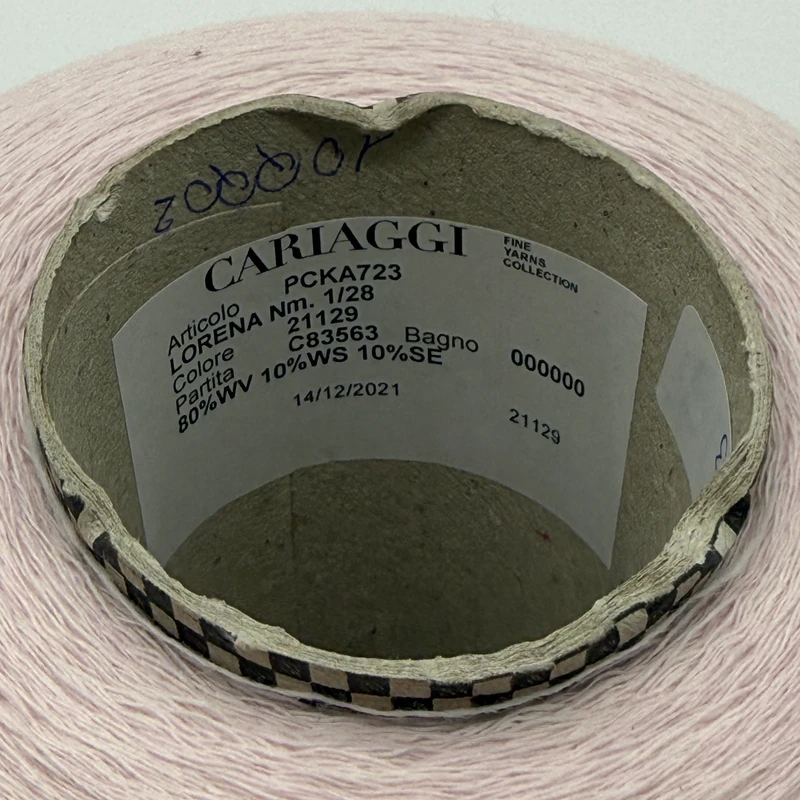 CARIAGGI
FINE
YARNS
COLLECTION
Articolo PCKA723
LORENA Nm. 1/28
Colore 21129
Partita C83563 Bagno 000000
80%WV 10%WS 10%SE
14/12/2021
21129